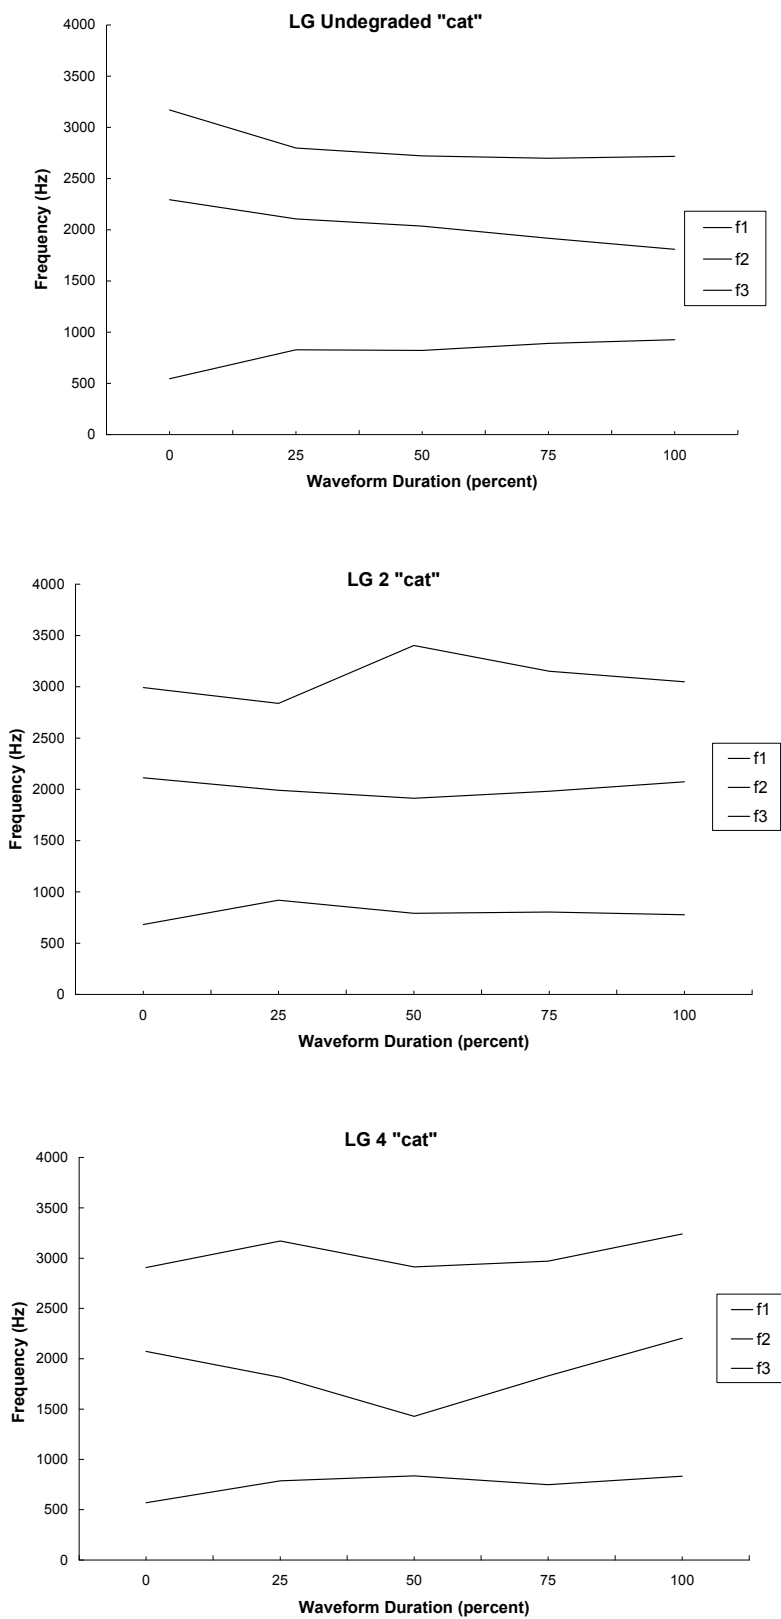 LG Undegraded "cat"
4000
3500
3000
2500
2000
1500
1000
500
0
Frequency (Hz)
0 25 50 75 100
Waveform Duration (percent)
f1
f2
f3
LG 2 "cat"
4000
3500
3000
2500
2000
1500
1000
500
0
Frequency (Hz)
0 25 50 75 100
Waveform Duration (percent)
f1
f2
f3
LG 4 "cat"
4000
3500
3000
2500
2000
1500
1000
500
0
Frequency (Hz)
0 25 50 75 100
Waveform Duration (percent)
f1
f2
f3